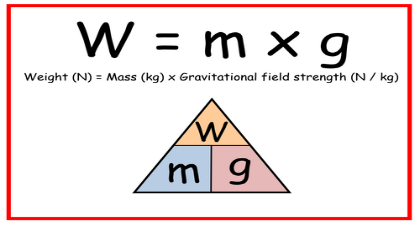 W = m x g
Weight (N) = Mass (kg) x Gravitational field strength (N / kg)
W
m g